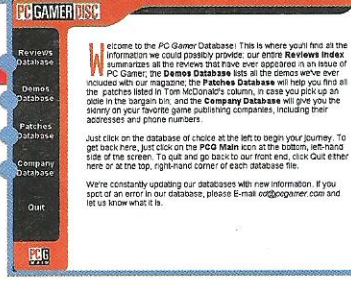 PC GAMER DISC
Reviews
Database
Demos
Database
Patches
Database
Company
Database
Quit
PCG
MAIN
Welcome to the PC Gamer Database! This is where you'll find all the
information we could possibly provide; our entire Reviews Index
summarizes all the reviews that have ever appeared in an issue of
PC Gamer; the Demos Database lists all the demos we've ever
included with our magazine; the Patches Database will help you find all
the patches listed in Tom McDonald's column, in case you pick up an
oldie in the bargain bin; and the Company Database will give you the
skinny on your favorite game publishing companies, including their
addresses and phone numbers.
Just click on the database of choice at the left to begin your journey. To
get back here, just click on the PCG Main icon at the bottom, left-hand
side of the screen. To quit and go back to our front end, click Quit either
here or at the top, right-hand corner of each database file.
We're constantly updating our databases with new information. If you
spot of an error in our database, please E-mail cd@pcgamer.com and
let us know what it is.